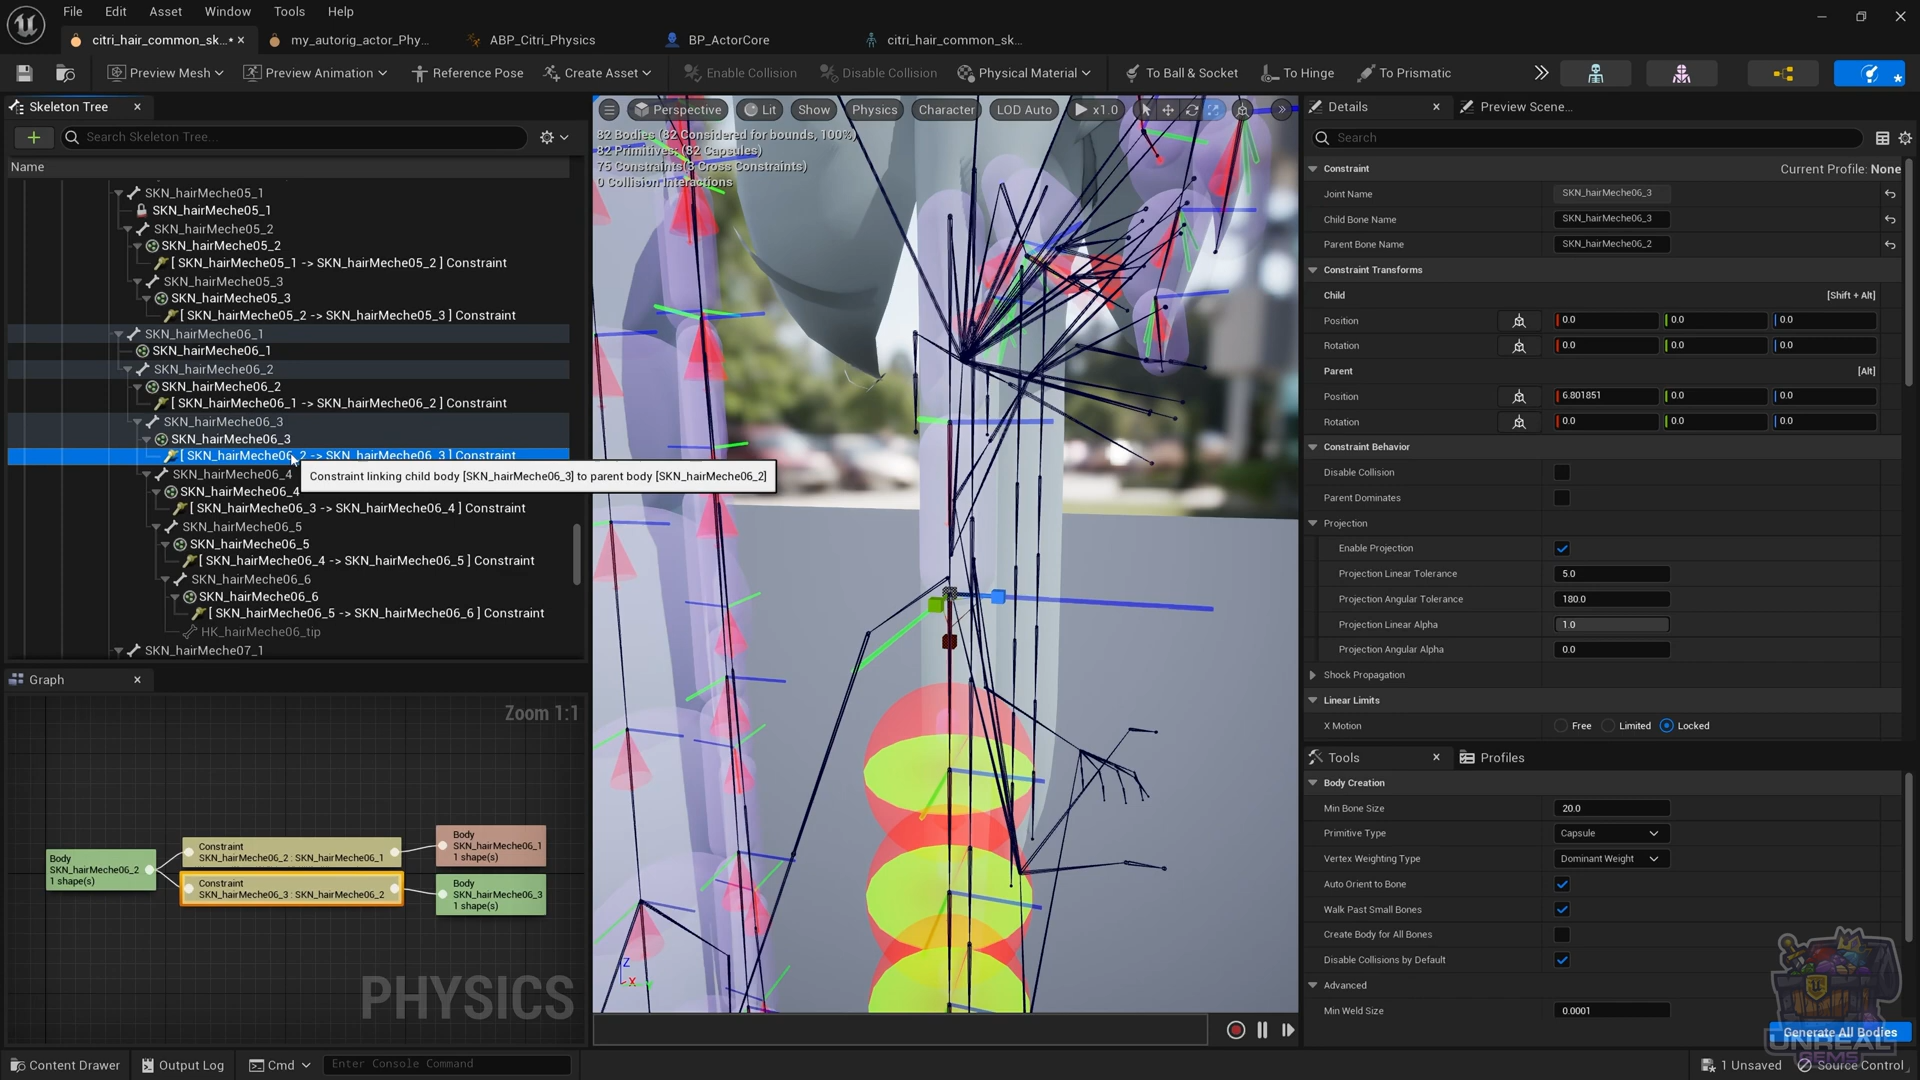 File Edit Asset Window Tools Help
citri_hair_common_sk...• my_autorig_actor_Phy... ABP_Citri_Physics BP_ActorCore citri_hair_common_sk...
Preview Mesh Preview Animation Reference Pose Create Asset Enable Collision Disable Collision Physical Material To Ball & Socket To Hinge To Prismatic
Skeleton Tree
Search Skeleton Tree...
Name
SKN_hairMeche05_1
SKN_hairMeche05_1
SKN_hairMeche05_2
SKN_hairMeche05_2
[ SKN_hairMeche05_1 -> SKN_hairMeche05_2 ] Constraint
SKN_hairMeche05_3
SKN_hairMeche05_3
[ SKN_hairMeche05_2 -> SKN_hairMeche05_3 ] Constraint
SKN_hairMeche06_1
SKN_hairMeche06_1
SKN_hairMeche06_2
SKN_hairMeche06_2
[ SKN_hairMeche06_1 -> SKN_hairMeche06_2 ] Constraint
SKN_hairMeche06_3
SKN_hairMeche06_3
[ SKN_hairMeche06_2 -> SKN_hairMeche06_3 ] Constraint
Constraint linking child body [SKN_hairMeche06_3] to parent body [SKN_hairMeche06_2]
SKN_hairMeche06_4
SKN_hairMeche06_4
[ SKN_hairMeche06_3 -> SKN_hairMeche06_4 ] Constraint
SKN_hairMeche06_5
SKN_hairMeche06_5
[ SKN_hairMeche06_4 -> SKN_hairMeche06_5 ] Constraint
SKN_hairMeche06_6
SKN_hairMeche06_6
[ SKN_hairMeche06_5 -> SKN_hairMeche06_6 ] Constraint
HK_hairMeche06_tip
SKN_hairMeche07_1
Graph
Zoom 1:1
Body
SKN_hairMeche06_2
1 shape(s)
Constraint
SKN_hairMeche06_2 : SKN_hairMeche06_1
Constraint
SKN_hairMeche06_3 : SKN_hairMeche06_2
Body
SKN_hairMeche06_1
1 shape(s)
Body
SKN_hairMeche06_3
1 shape(s)
PHYSICS
Perspective Lit Show Physics Character LOD Auto x1.0
82 Bodies (82 Considered for bounds, 100%)
82 Primitives: (82 Capsules)
75 Constraints(3 Cross Constraints)
0 Collision Interactions
Z
X
Details Preview Scene...
Search
Constraint Current Profile: None
Joint Name SKN_hairMeche06_3
Child Bone Name SKN_hairMeche06_3
Parent Bone Name SKN_hairMeche06_2
Constraint Transforms
Child [Shift + Alt]
Position 0.0 0.0 0.0
Rotation 0.0 0.0 0.0
Parent [Alt]
Position 6.801851 0.0 0.0
Rotation 0.0 0.0 0.0
Constraint Behavior
Disable Collision
Parent Dominates
Projection
Enable Projection
Projection Linear Tolerance 5.0
Projection Angular Tolerance 180.0
Projection Linear Alpha 1.0
Projection Angular Alpha 0.0
Shock Propagation
Linear Limits
X Motion Free Limited Locked
Tools Profiles
Body Creation
Min Bone Size 20.0
Primitive Type Capsule
Vertex Weighting Type Dominant Weight
Auto Orient to Bone
Walk Past Small Bones
Create Body for All Bones
Disable Collisions by Default
Advanced
Min Weld Size 0.0001
Generate All Bodies
UNREAL
GEMS
Content Drawer Output Log Cmd Enter Console Command 1 Unsaved Source Control